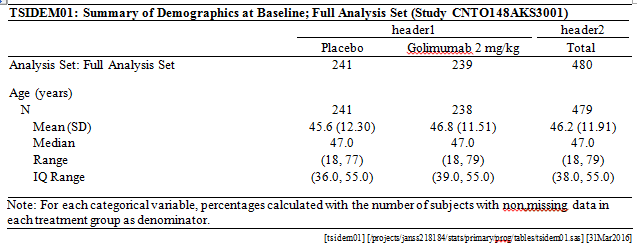 TSIDEM01: Summary of Demographics at Baseline; Full Analysis Set (Study CNTO148AKS3001)
header1 header2
Placebo Golimumab 2 mg/kg Total
Analysis Set: Full Analysis Set 241 239 480
Age (years)
N 241 238 479
Mean (SD) 45.6 (12.30) 46.8 (11.51) 46.2 (11.91)
Median 47.0 47.0 47.0
Range (18, 77) (18, 79) (18, 79)
IQ Range (36.0, 55.0) (39.0, 55.0) (38.0, 55.0)
Note: For each categorical variable, percentages calculated with the number of subjects with non missing data in
each treatment group as denominator.
[tsidem01] [/projects/janss218184/stats/primary/prog/tables/tsidem01.sas] [31Mar2016]